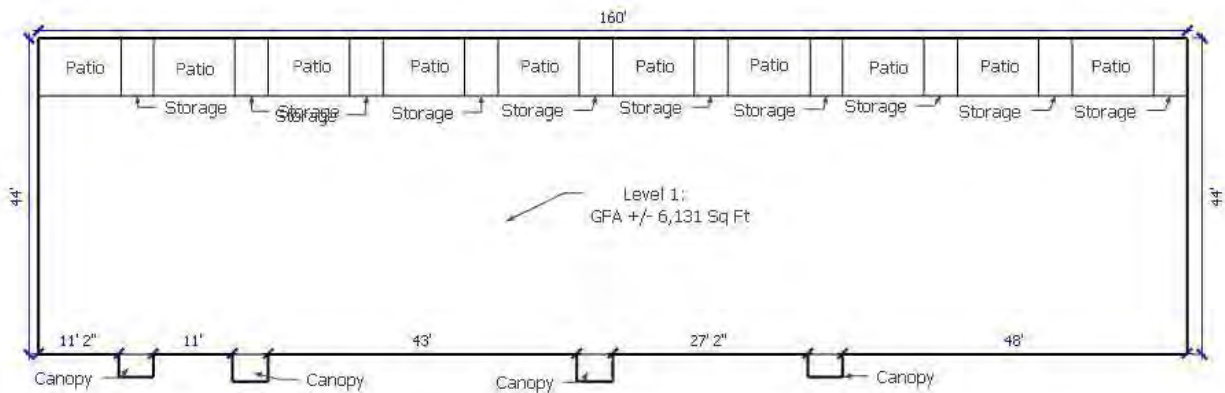 160'
Patio Patio Patio Patio Patio Patio Patio Patio Patio Patio
Storage Storage Storage Storage Storage Storage Storage Storage Storage Storage
44'
44'
Level 1:
GFA +/- 6,131 Sq Ft
11' 2" 11' 43' 27' 2" 48'
Canopy Canopy Canopy Canopy